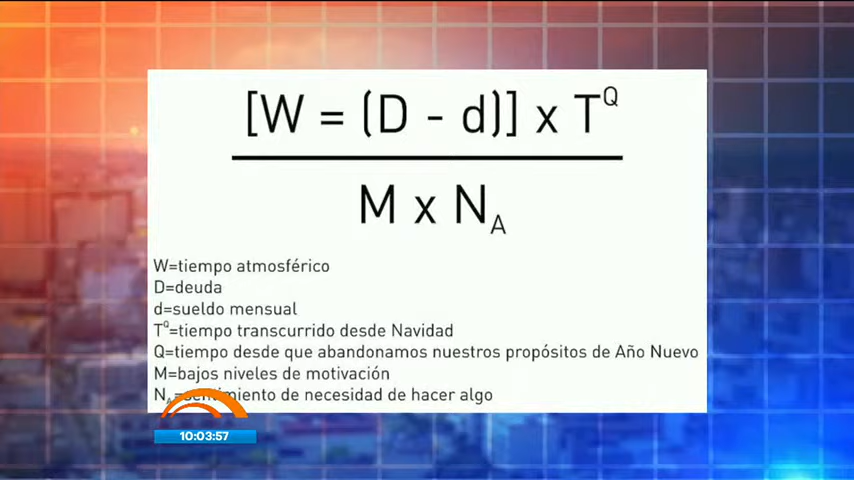 [W = (D - d)] x T^Q
M x N_A
W=tiempo atmosférico
D=deuda
d=sueldo mensual
T^Q=tiempo transcurrido desde Navidad
Q=tiempo desde que abandonamos nuestros propósitos de Año Nuevo
M=bajos niveles de motivación
N_A=sentimiento de necesidad de hacer algo
10:03:57